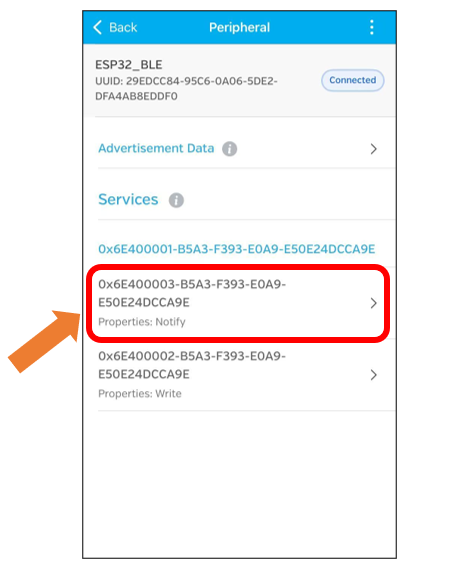 Back
Peripheral
ESP32_BLE
UUID: 29EDCC84-95C6-0A06-5DE2-
DFA4AB8EDDF0
Connected
Advertisement Data
Services
0x6E400001-B5A3-F393-E0A9-E50E24DCCA9E
0x6E400003-B5A3-F393-E0A9-
E50E24DCCA9E
Properties: Notify
0x6E400002-B5A3-F393-E0A9-
E50E24DCCA9E
Properties: Write